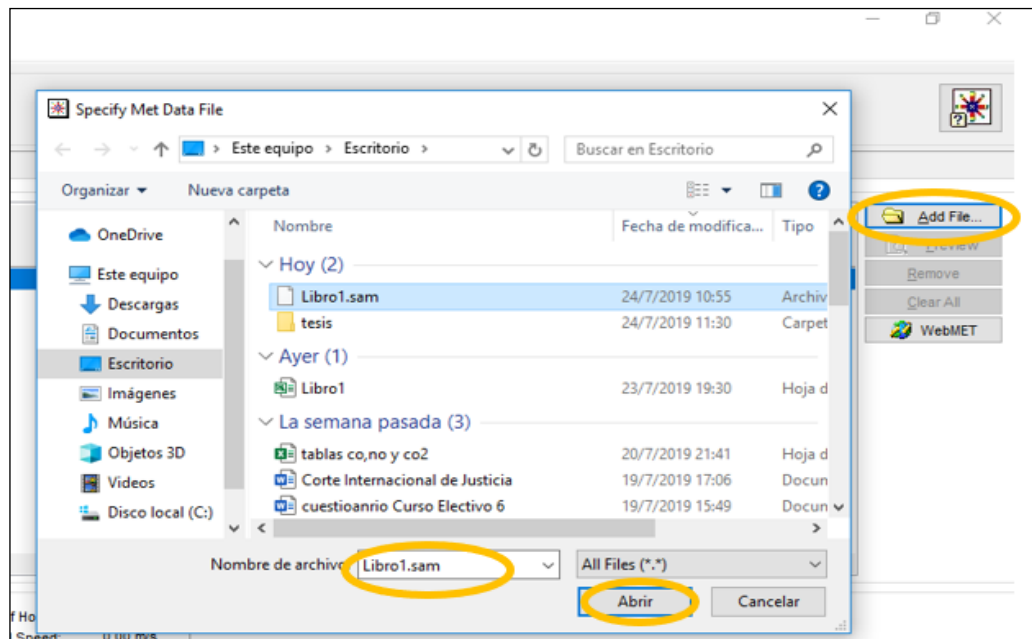 Specify Met Data File
Este equipo > Escritorio >
Buscar en Escritorio
Organizar
Nueva carpeta
OneDrive
Este equipo
Descargas
Documentos
Escritorio
Imágenes
Música
Objetos 3D
Videos
Disco local (C:)
Nombre Fecha de modifica... Tipo
Hoy (2)
Libro1.sam 24/7/2019 10:55 Archiv
tesis 24/7/2019 11:30 Carpet
Ayer (1)
Libro1 23/7/2019 19:30 Hoja d
La semana pasada (3)
tablas co,no y co2 20/7/2019 21:41 Hoja d
Corte Internacional de Justicia 19/7/2019 17:06 Docun
cuestioanrio Curso Electivo 6 19/7/2019 15:49 Docun
Nombre de archivo Libro1.sam
All Files (*.*)
Abrir
Cancelar
Add File...
Preview
Remove
Clear All
WebMET
f Ho
Speed: 0.00 m/s